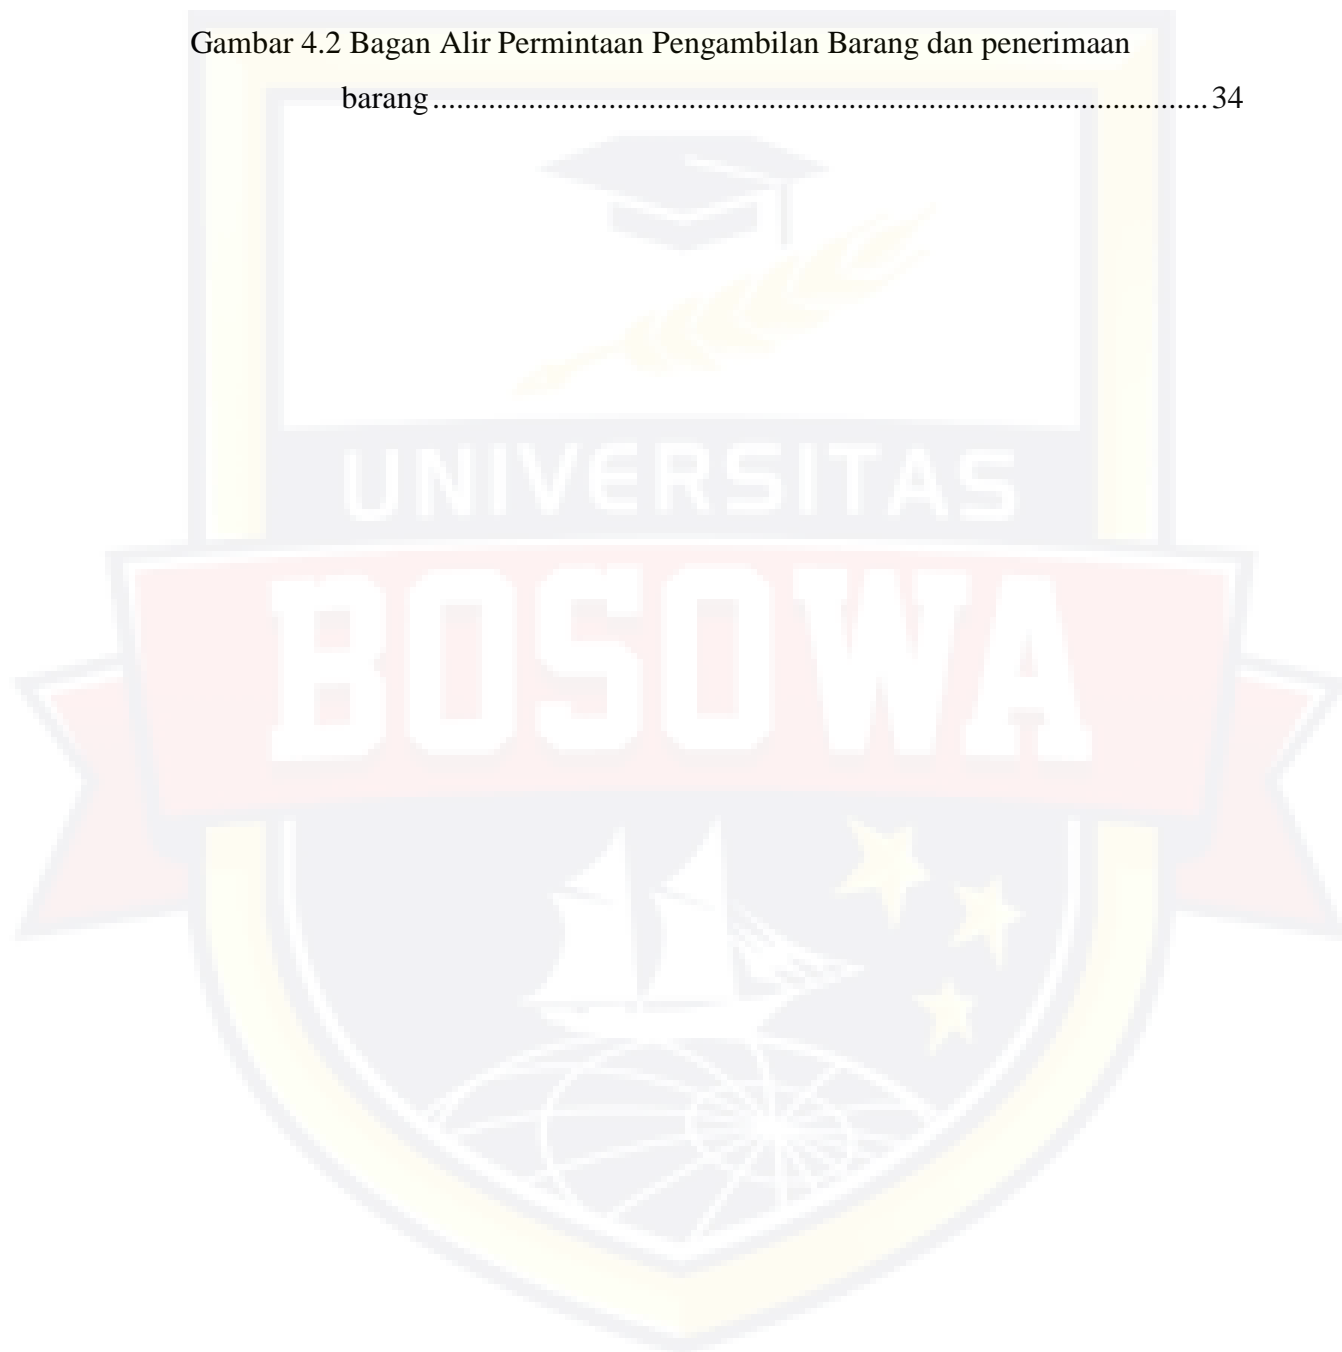 Gambar 4.2 Bagan Alir Permintaan Pengambilan Barang dan penerimaan
barang................................................................................................34
UNIVERSITAS
BOSOWA